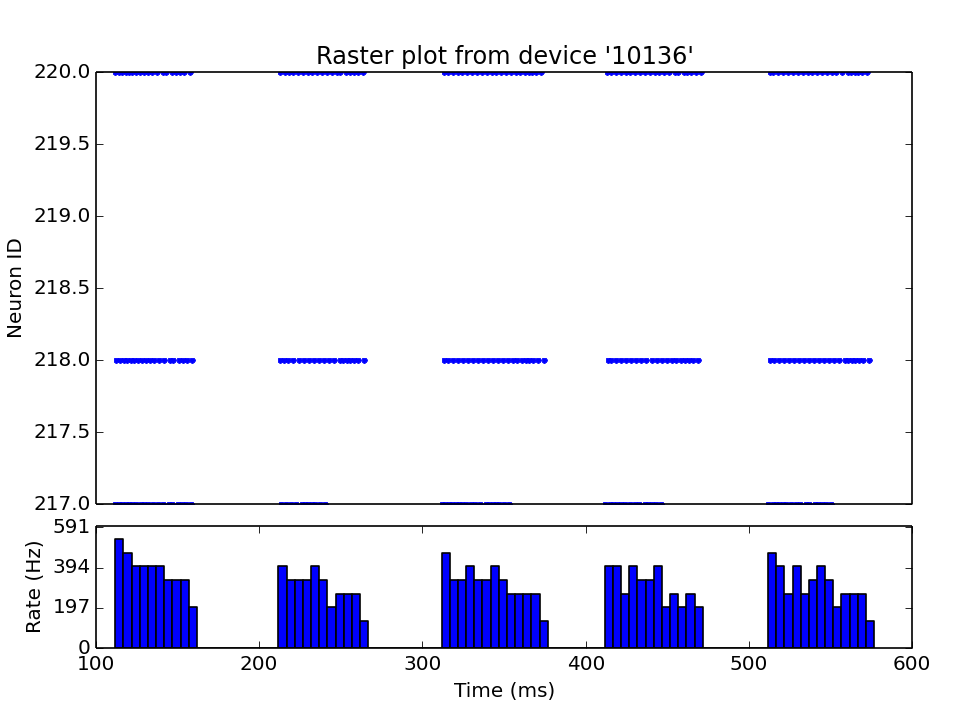 Raster plot from device '10136'
220.0
219.5
219.0
218.5
218.0
217.5
217.0
Neuron ID
591
394
197
0
Rate (Hz)
100 200 300 400 500 600
Time (ms)